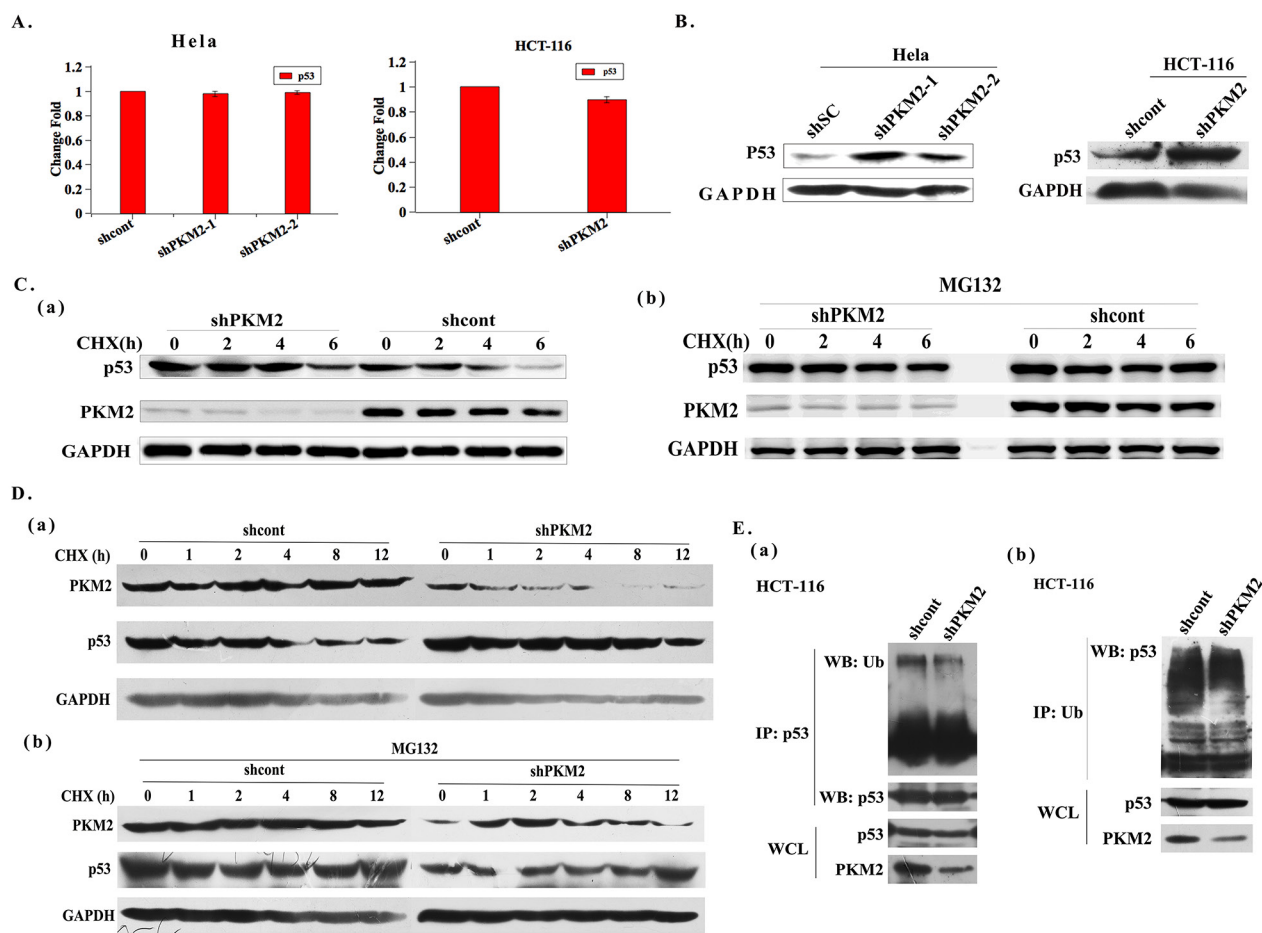 A.
Hela
p53
Change Fold
1.2
1
0.8
0.6
0.4
0.2
0
shcont
shPKM2-1
shPKM2-2
HCT-116
p53
Change Fold
1.2
1
0.8
0.6
0.4
0.2
0
shcont
shPKM2
B.
Hela
shSC
shPKM2-1
shPKM2-2
P53
GAPDH
HCT-116
shcont
shPKM2
p53
GAPDH
C.
(a)
shPKM2 shcont
CHX(h) 0 2 4 6 0 2 4 6
p53
PKM2
GAPDH
(b)
MG132
shPKM2 shcont
CHX(h) 0 2 4 6 0 2 4 6
p53
PKM2
GAPDH
D.
(a)
shcont shPKM2
CHX (h) 0 1 2 4 8 12 0 1 2 4 8 12
PKM2
p53
GAPDH
(b)
MG132
shcont shPKM2
CHX (h) 0 1 2 4 8 12 0 1 2 4 8 12
PKM2
p53
GAPDH
E.
(a)
HCT-116
shcont
shPKM2
WB: Ub
IP: p53
WB: p53
WCL
p53
PKM2
(b)
HCT-116
shcont
shPKM2
WB: p53
IP: Ub
WCL
p53
PKM2